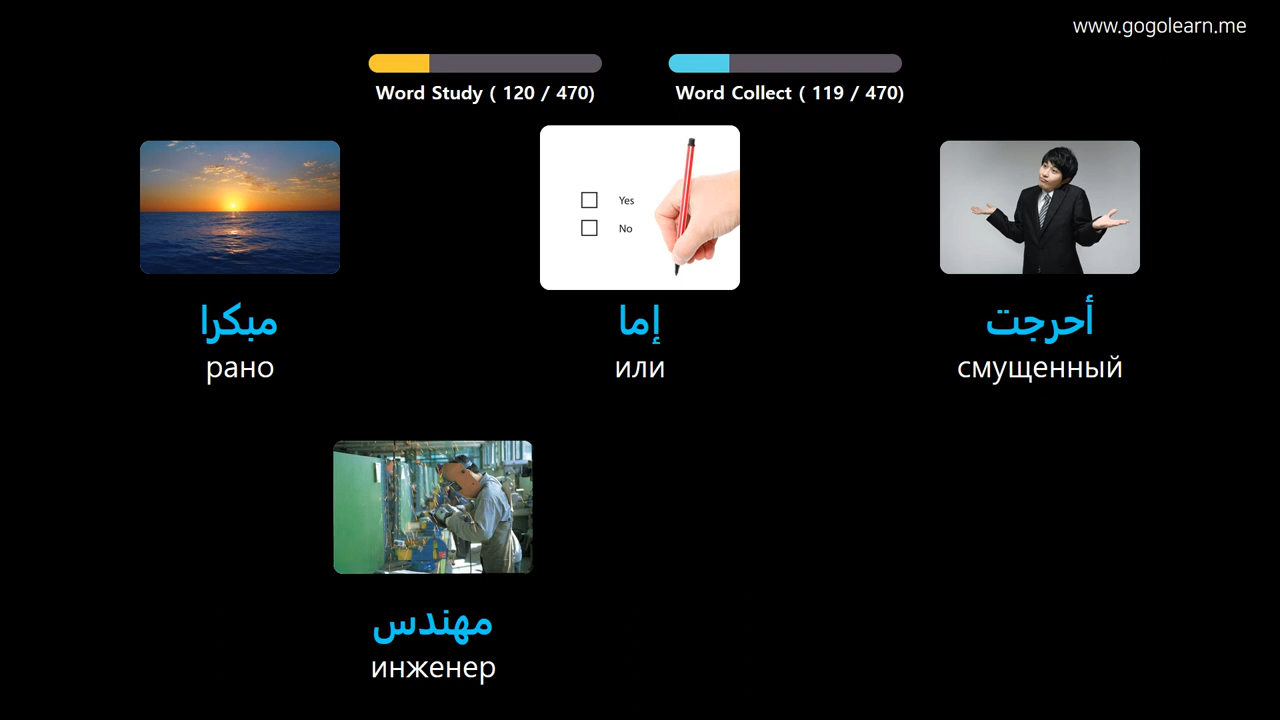 www.gogolearn.me
Word Study ( 120 / 470)
Word Collect ( 119 / 470)
Yes
No
مبكرا
рано
إما
или
أحرجت
смущенный
مهندس
инженер